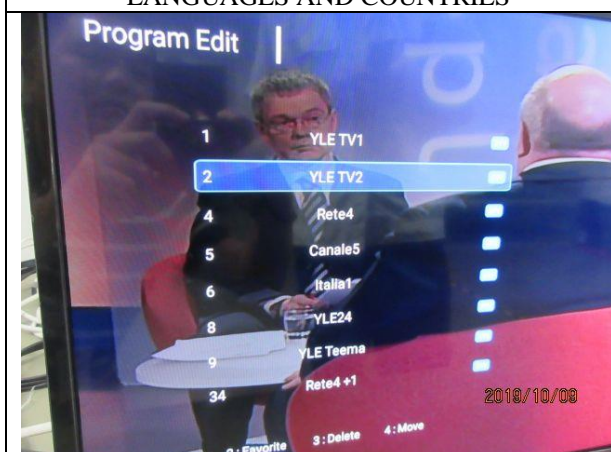 LANGUAGES AND COUNTRIES
Program Edit
1 YLE TV1
2 YLE TV2
4 Rete4
5 Canale5
6 Italia1
8 YLE24
9 YLE Teema
34 Rete4 +1
2019/10/09
Favorite 3 : Delete 4 : Move